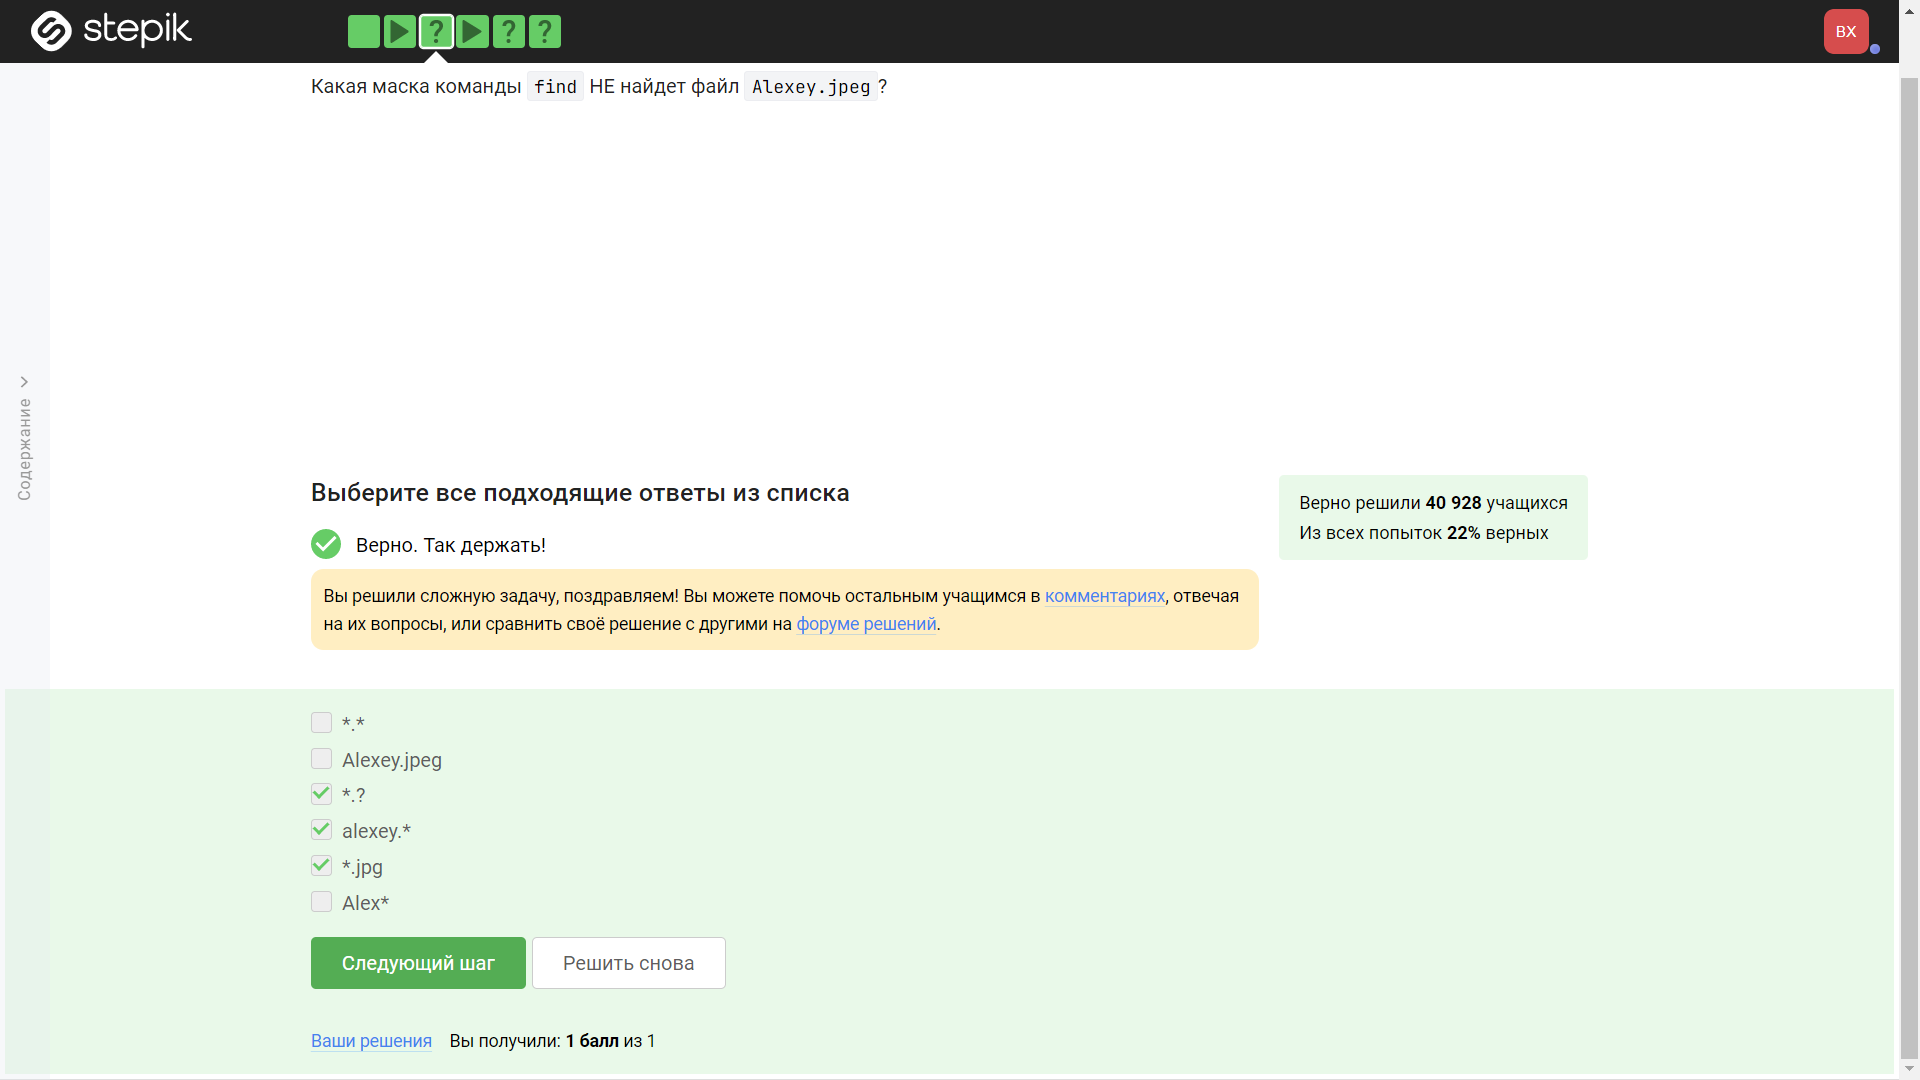 stepik
ВХ
Какая маска команды find НЕ найдет файл Alexey.jpeg?
Содержание
Выберите все подходящие ответы из списка
Верно решили 40 928 учащихся
Из всех попыток 22% верных
Верно. Так держать!
Вы решили сложную задачу, поздравляем! Вы можете помочь остальным учащимся в комментариях, отвечая
на их вопросы, или сравнить своё решение с другими на форуме решений.
*.*
Alexey.jpeg
*.?
alexey.*
*.jpg
Alex*
Следующий шаг
Решить снова
Ваши решения Вы получили: 1 балл из 1